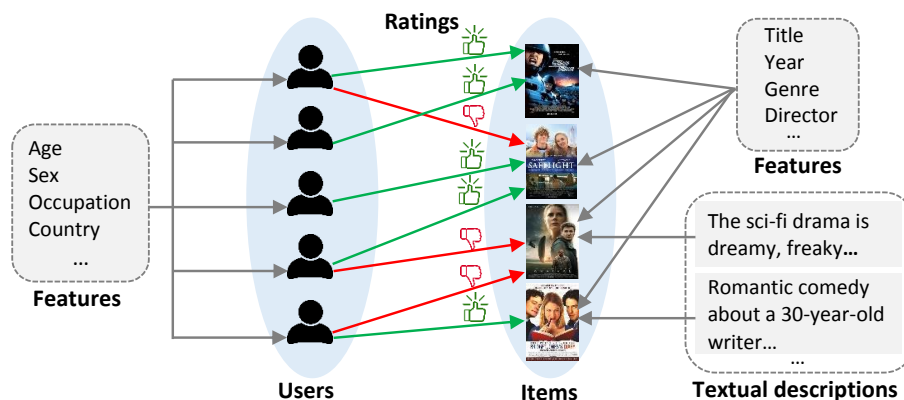 Ratings
Age
Sex
Occupation
Country
...
Features
Users
Items
SAFELIGHT
Title
Year
Genre
Director
...
Features
The sci-fi drama is
dreamy, freaky...
Romantic comedy
about a 30-year-old
writer...
...
Textual descriptions